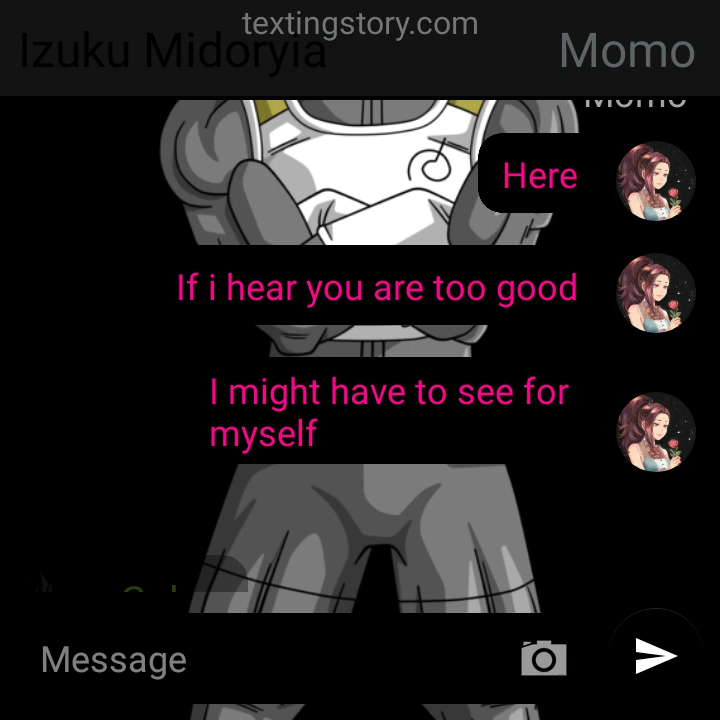 textingstory.com
Izuku Midoryia
Momo
Momo
Here
If i hear you are too good
I might have to see for
myself
Message